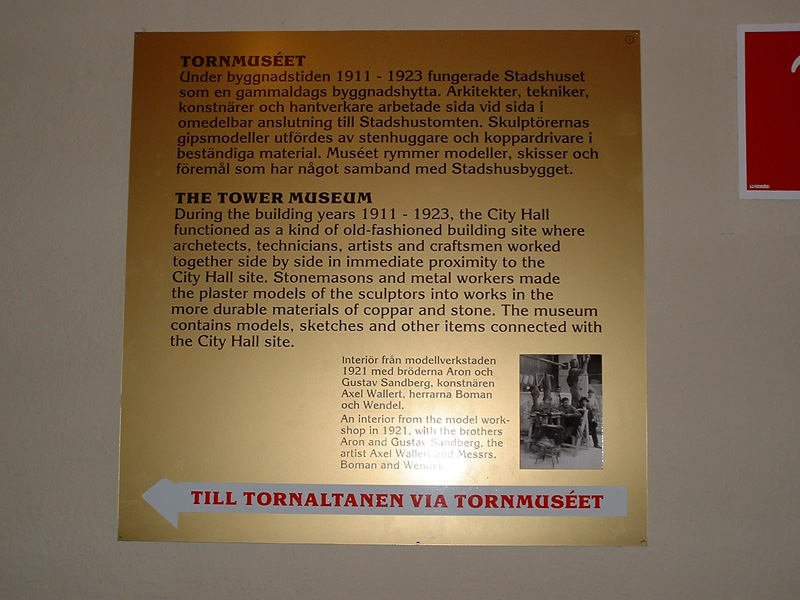 TORNMUSÉET
Under byggnadstiden 1911 - 1923 fungerade Stadshuset
som en gammaldags byggnadshytta. Arkitekter, tekniker,
konstnärer och hantverkare arbetade sida vid sida i
omedelbar anslutning till Stadshustomten. Skulptörernas
gipsmodeller utfördes av stenhuggare och koppardrivare i
beständiga material. Muséet rymmer modeller, skisser och
föremål som har något samband med Stadshusbygget.
THE TOWER MUSEUM
During the building years 1911 - 1923, the City Hall
functioned as a kind of old-fashioned building site where
archetects, technicians, artists and craftsmen worked
together side by side in immediate proximity to the
City Hall site. Stonemasons and metal workers made
the plaster models of the sculptors into works in the
more durable materials of coppar and stone. The museum
contains models, sketches and other items connected with
the City Hall site.
Interiör från modellverkstaden
1921 med bröderna Aron och
Gustav Sandberg, konstnären
Axel Wallert, herrarna Boman
och Wendel.
An interior from the model work-
shop in 1921, with the brothers
Aron and Gustav Sandberg, the
artist Axel Wallert and Messrs.
Boman and Wendel.
TILL TORNALTANEN VIA TORNMUSÉET